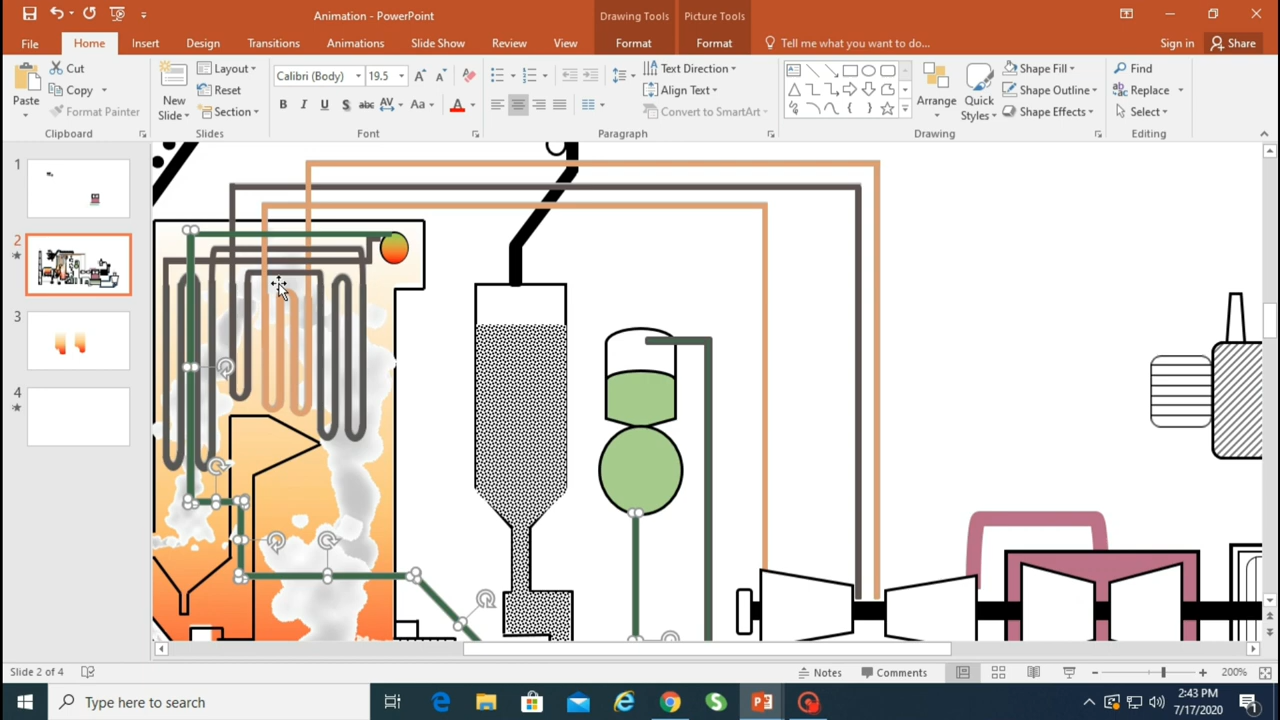 Animation - PowerPoint
Drawing Tools
Picture Tools
File
Home
Insert
Design
Transitions
Animations
Slide Show
Review
View
Format
Format
Tell me what you want to do...
Sign in
Share
Paste
Cut
Copy
Format Painter
Clipboard
New Slide
Layout
Reset
Section
Slides
Calibri (Body)
19.5
B I U S abc AV Aa A
Font
Text Direction
Align Text
Convert to SmartArt
Paragraph
Arrange
Quick Styles
Shape Fill
Shape Outline
Shape Effects
Drawing
Find
Replace
Select
Editing
1
2
3
4
Slide 2 of 4
Notes
Comments
200%
Type here to search
2:43 PM
7/17/2020